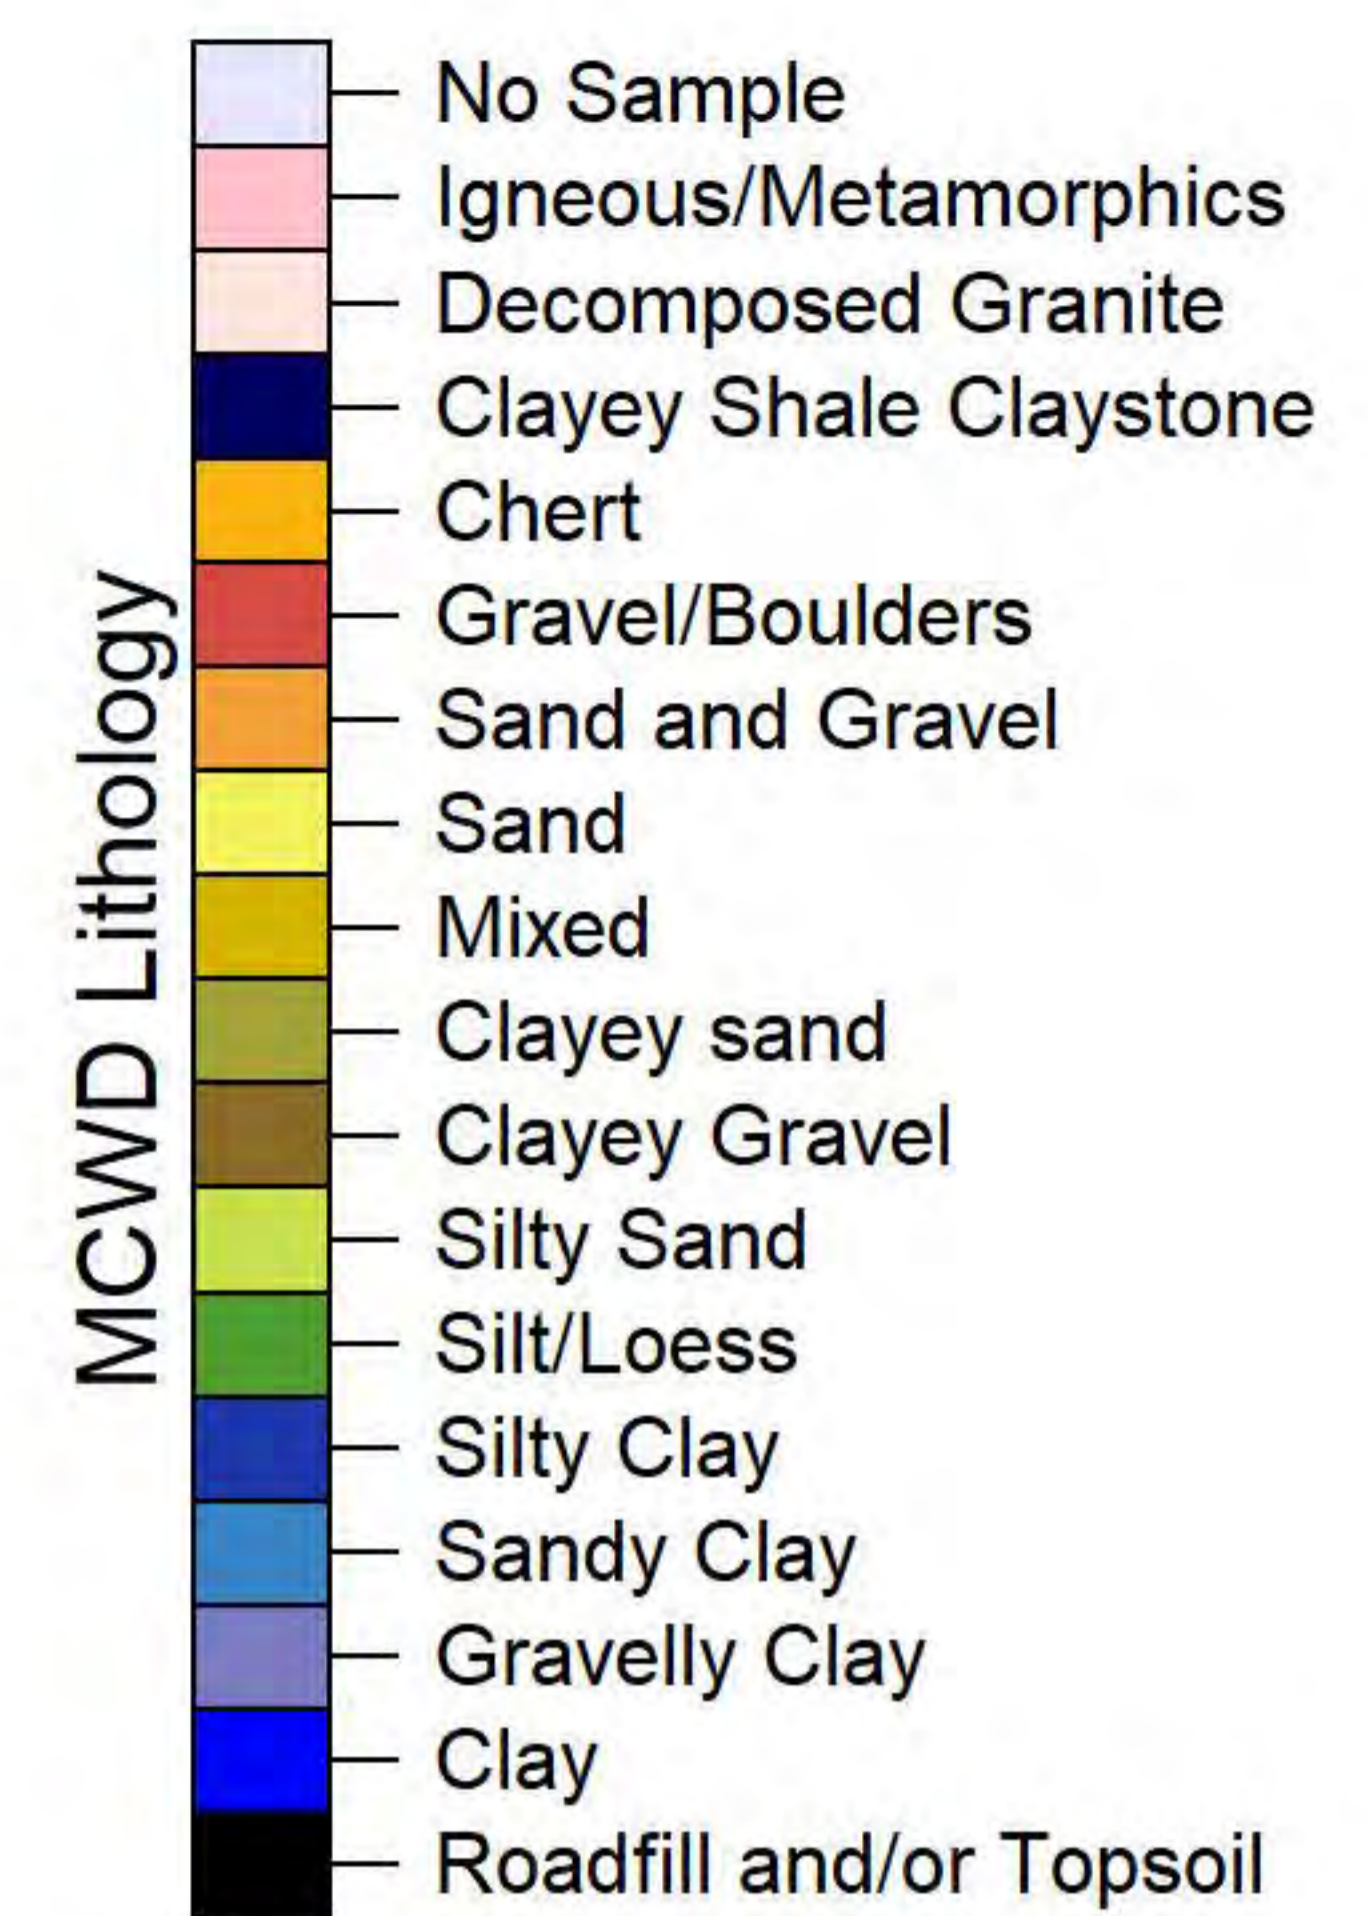 MCWD Lithology
No Sample
Igneous/Metamorphics
Decomposed Granite
Clayey Shale Claystone
Chert
Gravel/Boulders
Sand and Gravel
Sand
Mixed
Clayey sand
Clayey Gravel
Silty Sand
Silt/Loess
Silty Clay
Sandy Clay
Gravelly Clay
Clay
Roadfill and/or Topsoil